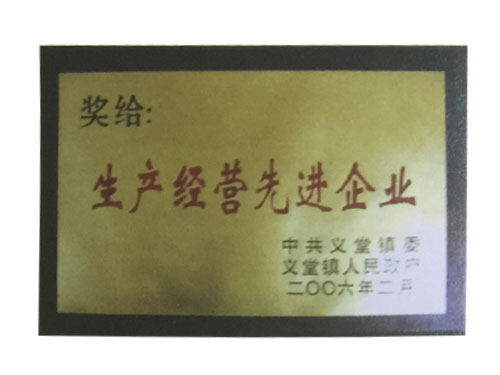 奖给:
生产经营先进企业
中共义堂镇委
义堂镇人民政府
二〇〇六年二月